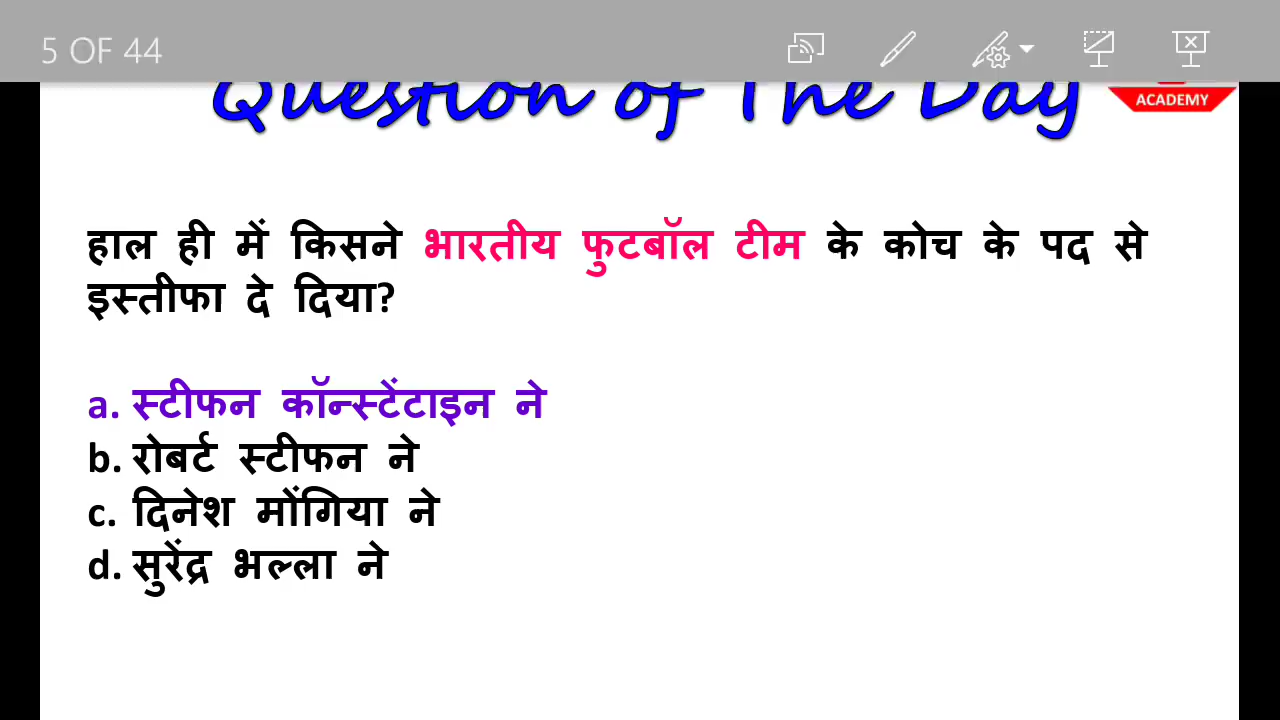 5 OF 44
Question of The Day
ACADEMY
हाल ही में किसने भारतीय फुटबॉल टीम के कोच के पद से
इस्तीफा दे दिया?
a. स्टीफन कॉन्स्टेंटाइन ने
b. रोबर्ट स्टीफन ने
c. दिनेश मोंगिया ने
d. सुरेंद्र भल्ला ने